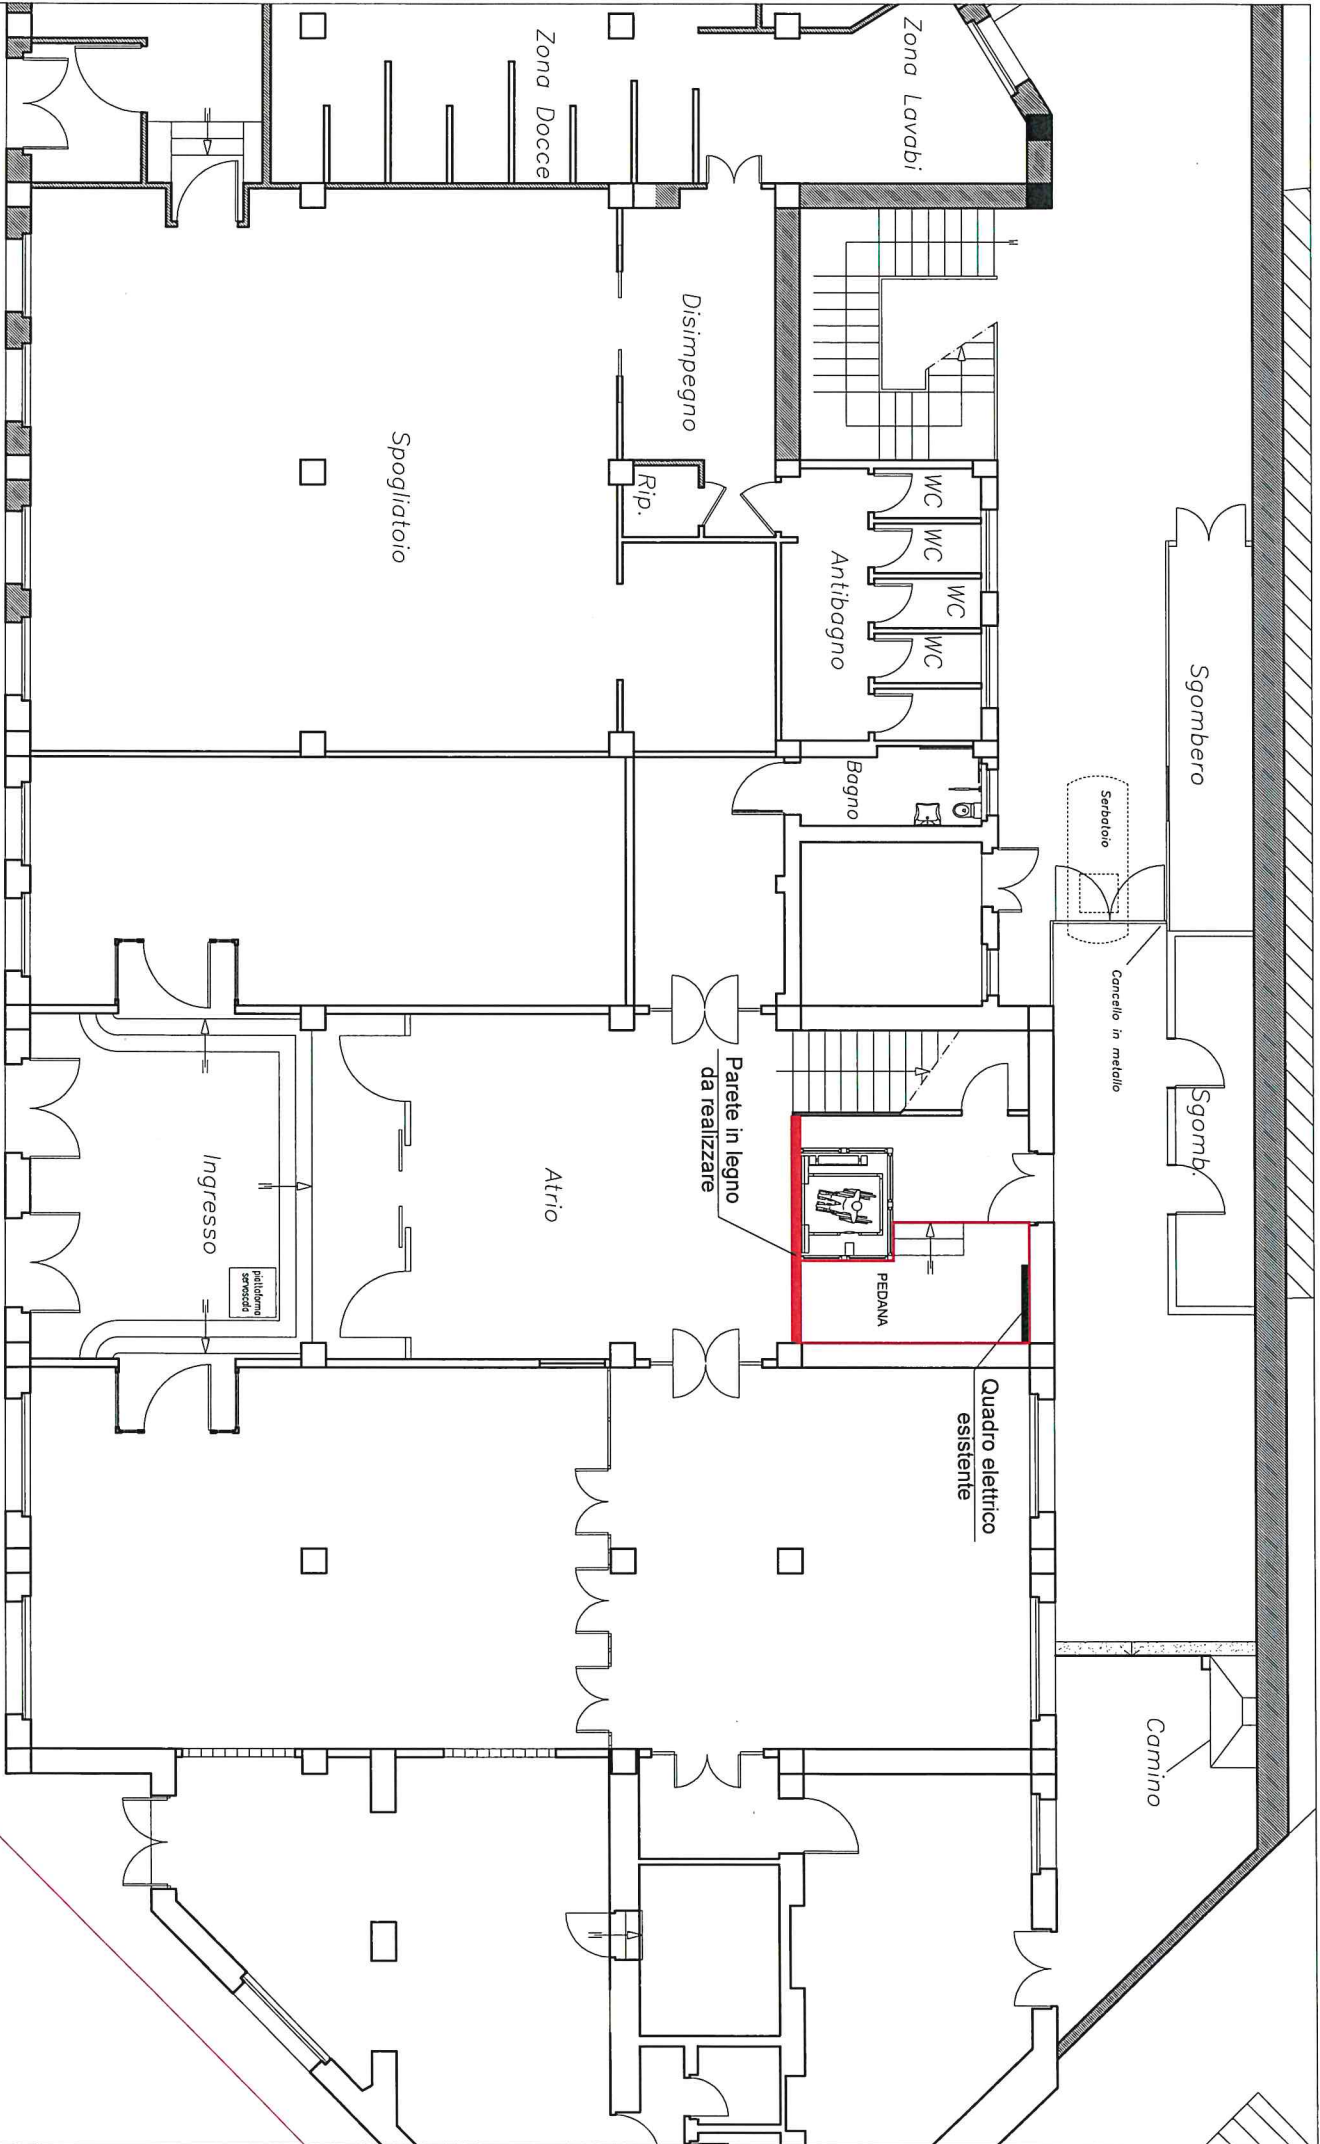 Zona Lavabi
Zona Docce
Disimpegno
Spogliatoio
Rip.
WC
WC
WC
WC
Antibagno
Bagno
Sgombero
Serbatoio
Cancello in metallo
Sgomb.
Parete in legno
da realizzare
Atrio
Ingresso
piattaforma
servoscala
PEDANA
Quadro elettrico
esistente
Camino